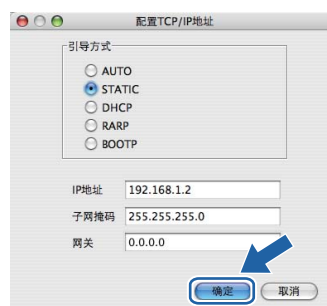 配置TCP/IP地址
引导方式
AUTO
STATIC
DHCP
RARP
BOOTP
IP地址 192.168.1.2
子网掩码 255.255.255.0
网关 0.0.0.0
确定 取消